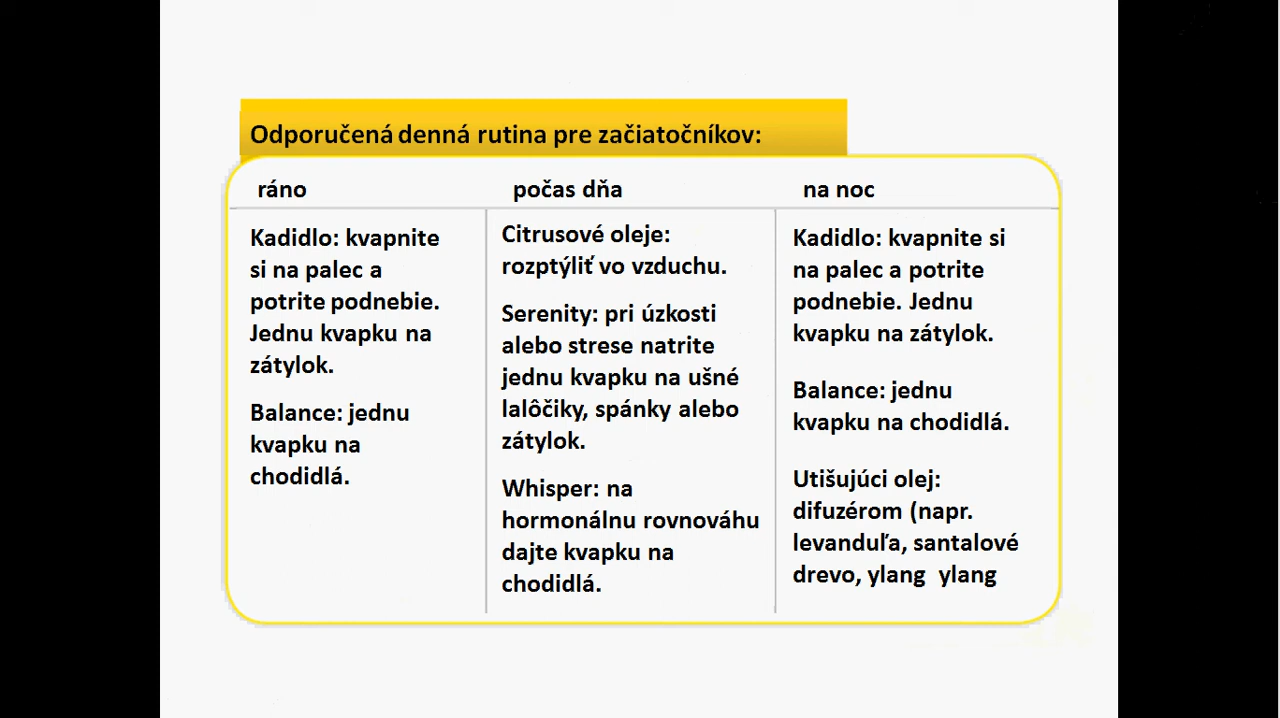 Odporučená denná rutina pre začiatočníkov:
ráno
Kadidlo: kvapnite
si na palec a
potrite podnebie.
Jednu kvapku na
zátylok.
Balance: jednu
kvapku na
chodidlá.
počas dňa
Citrusové oleje:
rozptýliť vo vzduchu.
Serenity: pri úzkosti
alebo strese natrite
jednu kvapku na ušné
lalôčiky, spánky alebo
zátylok.
Whisper: na
hormonálnu rovnováhu
dajte kvapku na
chodidlá.
na noc
Kadidlo: kvapnite si
na palec a potrite
podnebie. Jednu
kvapku na zátylok.
Balance: jednu
kvapku na chodidlá.
Utišujúci olej:
difuzérom (napr.
levanduľa, santalové
drevo, ylang  ylang